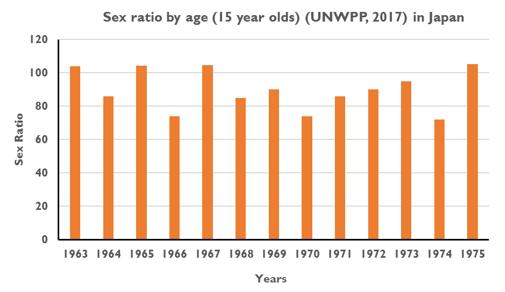 Sex ratio by age (15 year olds) (UNWPP, 2017) in Japan
120
100
80
60
40
20
0
Sex Ratio
1963 1964 1965 1966 1967 1968 1969 1970 1971 1972 1973 1974 1975
Years